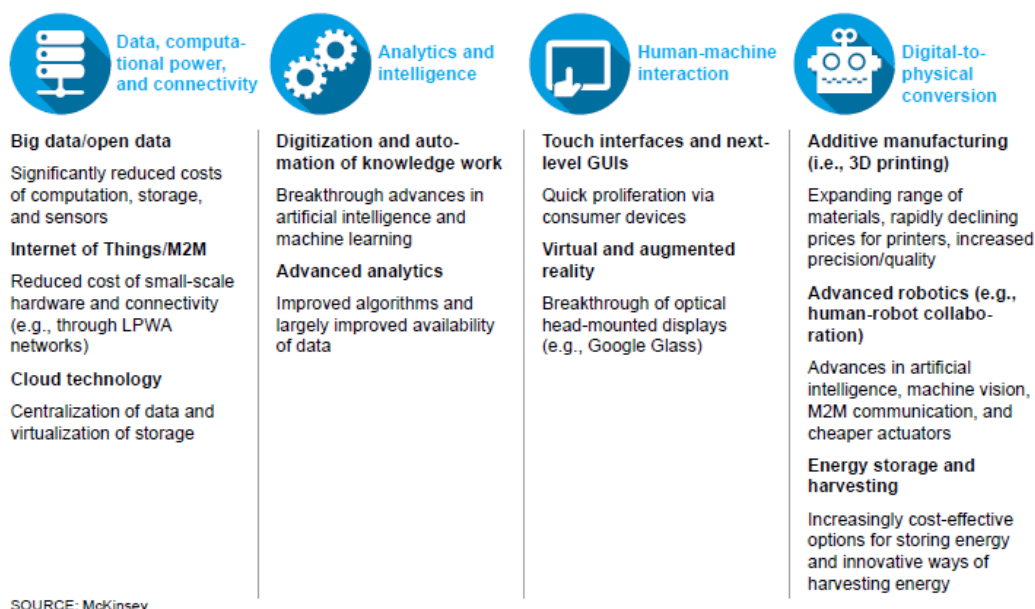 Data, computa-
tional power,
and connectivity
Big data/open data
Significantly reduced costs
of computation, storage,
and sensors
Internet of Things/M2M
Reduced cost of small-scale
hardware and connectivity
(e.g., through LPWA
networks)
Cloud technology
Centralization of data and
virtualization of storage
Analytics and
intelligence
Digitization and auto-
mation of knowledge work
Breakthrough advances in
artificial intelligence and
machine learning
Advanced analytics
Improved algorithms and
largely improved availability
of data
Human-machine
interaction
Touch interfaces and next-
level GUIs
Quick proliferation via
consumer devices
Virtual and augmented
reality
Breakthrough of optical
head-mounted displays
(e.g., Google Glass)
Digital-to-
physical
conversion
Additive manufacturing
(i.e., 3D printing)
Expanding range of
materials, rapidly declining
prices for printers, increased
precision/quality
Advanced robotics (e.g.,
human-robot collabo-
ration)
Advances in artificial
intelligence, machine vision,
M2M communication, and
cheaper actuators
Energy storage and
harvesting
Increasingly cost-effective
options for storing energy
and innovative ways of
harvesting energy
SOURCE: McKinsey